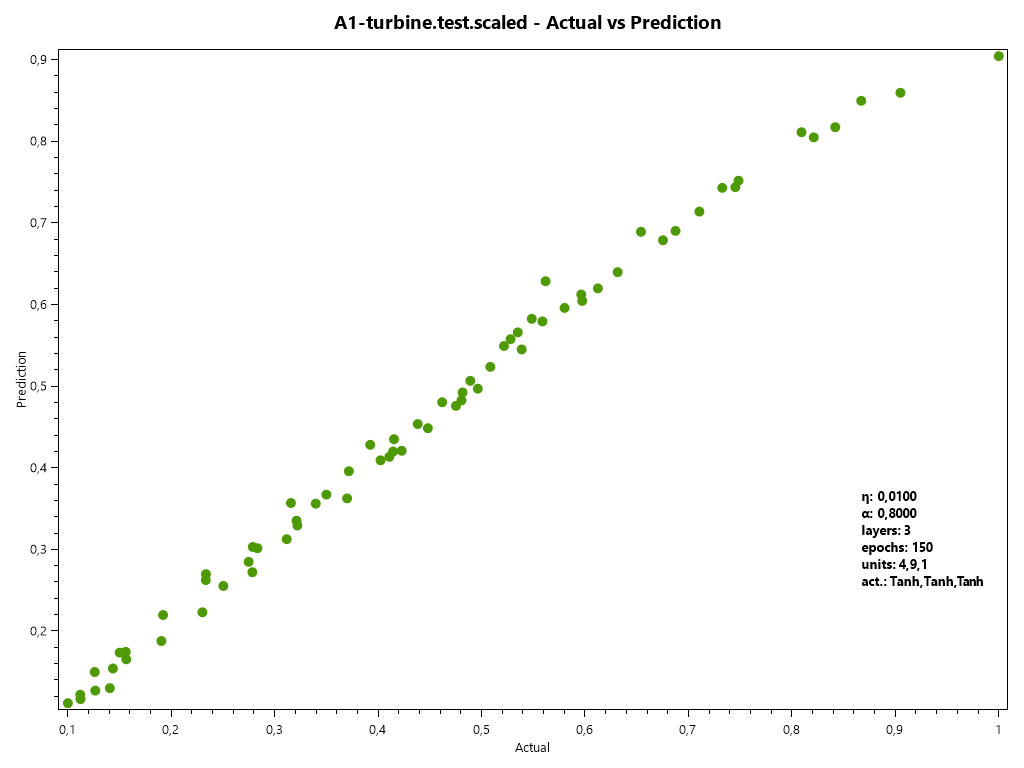 A1-turbine.test.scaled - Actual vs Prediction
0,9
0,8
0,7
0,6
0,5
0,4
0,3
0,2
Prediction
η: 0,0100
α: 0,8000
layers: 3
epochs: 150
units: 4,9,1
act.: Tanh,Tanh,Tanh
0,1 0,2 0,3 0,4 0,5 0,6 0,7 0,8 0,9 1
Actual